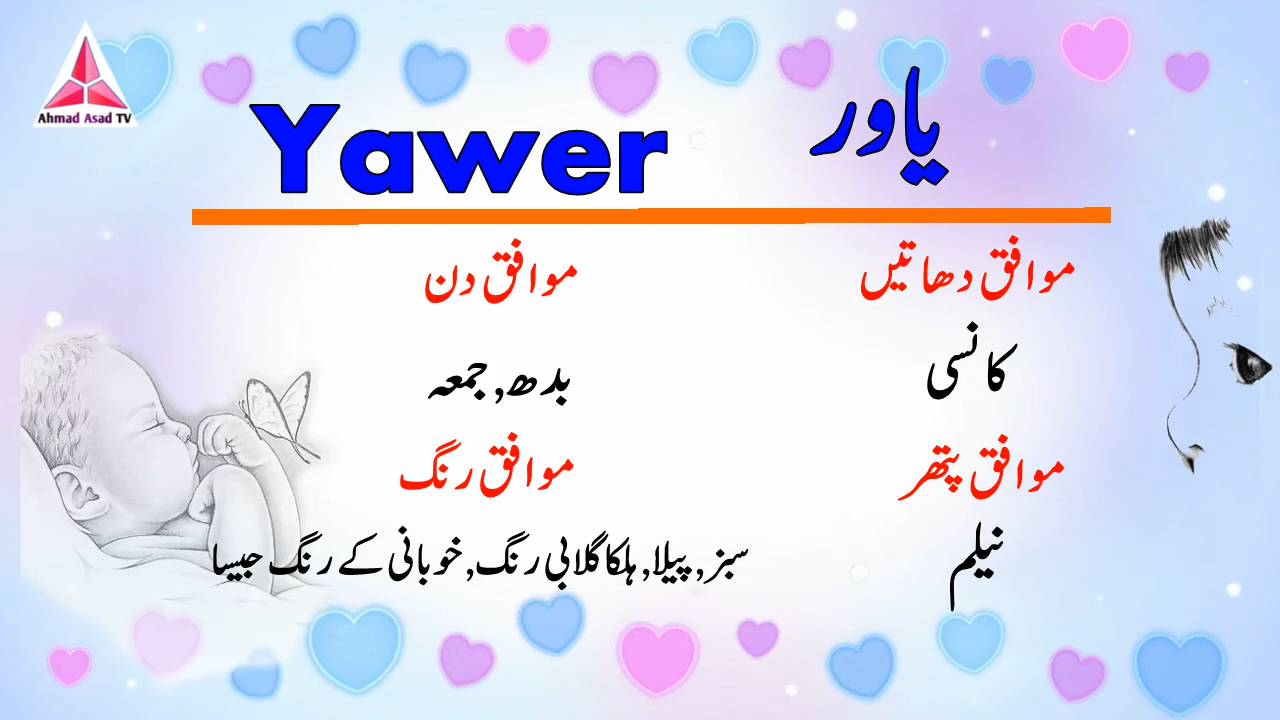 Ahmad Asad TV
Yawer یاور
موافق دھاتیں موافق دن
کانسی بدھ, جمعہ
موافق پتھر موافق رنگ
نیلم سبز, پیلا, ہلکا گلابی رنگ, خوبانی کے رنگ جیسا